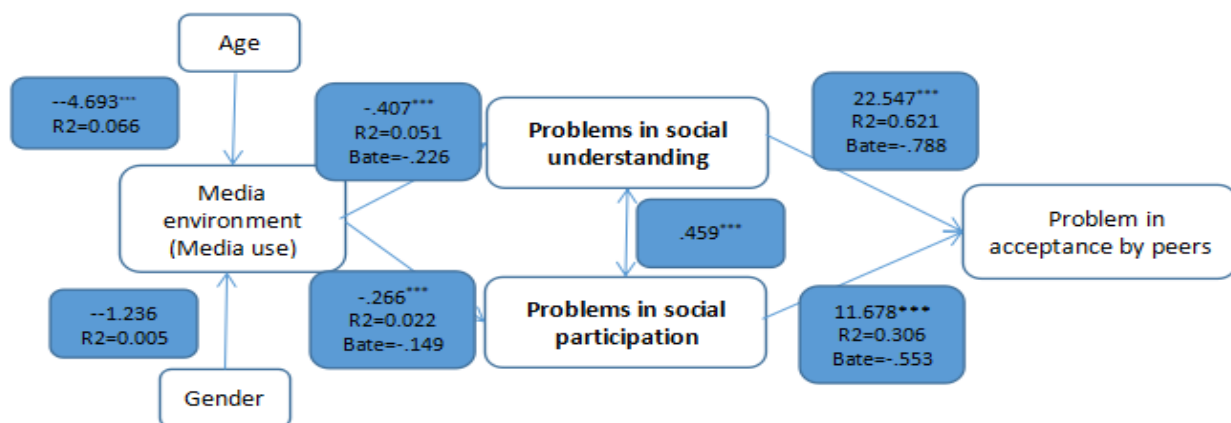 Age
--4.693***
R2=0.066
-.407***
R2=0.051
Bate=-.226
Problems in social
understanding
22.547***
R2=0.621
Bate=-.788
Media
environment
(Media use)
.459***
Problem in
acceptance by peers
--1.236
R2=0.005
-.266***
R2=0.022
Bate=-.149
Problems in social
participation
11.678***
R2=0.306
Bate=-.553
Gender